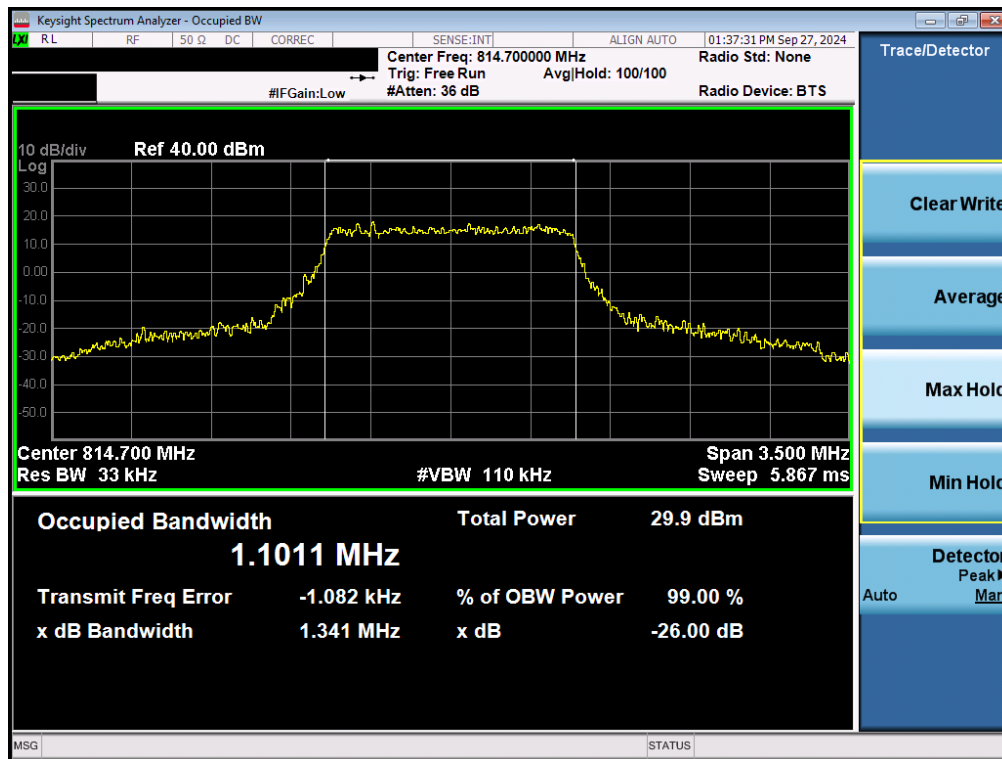 Keysight Spectrum Analyzer - Occupied BW
LXI RL RF 50 Ω DC CORREC SENSE:INT ALIGN AUTO 01:37:31 PM Sep 27, 2024
Center Freq: 814.700000 MHz Radio Std: None
Trig: Free Run Avg|Hold: 100/100
#IFGain:Low #Atten: 36 dB Radio Device: BTS
Trace/Detector
10 dB/div Ref 40.00 dBm
Log
30.0
20.0
10.0
0.00
-10.0
-20.0
-30.0
-40.0
-50.0
Center 814.700 MHz Span 3.500 MHz
Res BW 33 kHz #VBW 110 kHz Sweep 5.867 ms
Occupied Bandwidth Total Power 29.9 dBm
1.1011 MHz
Transmit Freq Error -1.082 kHz % of OBW Power 99.00 %
x dB Bandwidth 1.341 MHz x dB -26.00 dB
Clear Write
Average
Max Hold
Min Hold
Detector
Peak
Auto Man
MSG STATUS